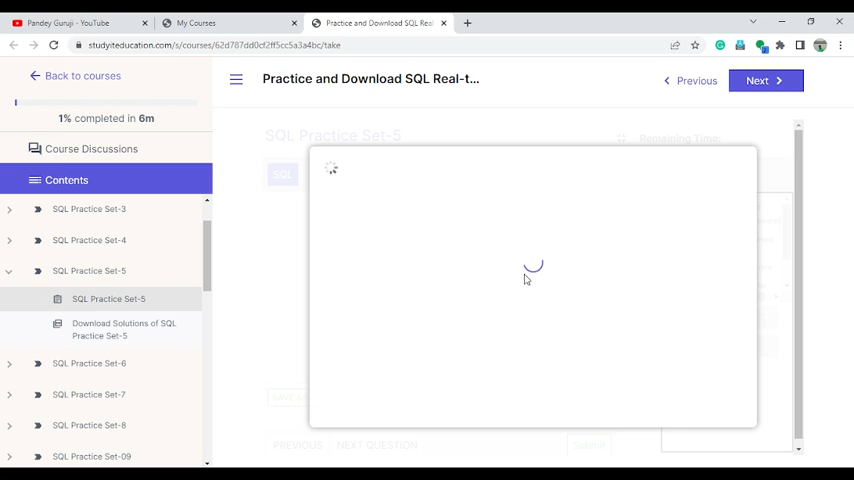 Pandey Guruji - YouTube
My Courses
Practice and Download SQL Real-
studyiteducation.com/s/courses/62d787dd0cf2ff5cc5a3a4bc/take
Back to courses
Practice and Download SQL Real-t...
Previous
Next
1% completed in 6m
SQL Practice Set-5
Remaining Time:
Course Discussions
SQL
Contents
SQL Practice Set-3
SQL Practice Set-4
SQL Practice Set-5
SQL Practice Set-5
Download Solutions of SQL
Practice Set-5
SQL Practice Set-6
SQL Practice Set-7
SQL Practice Set-8
SQL Practice Set-09
PREVIOUS
NEXT QUESTION
Submit